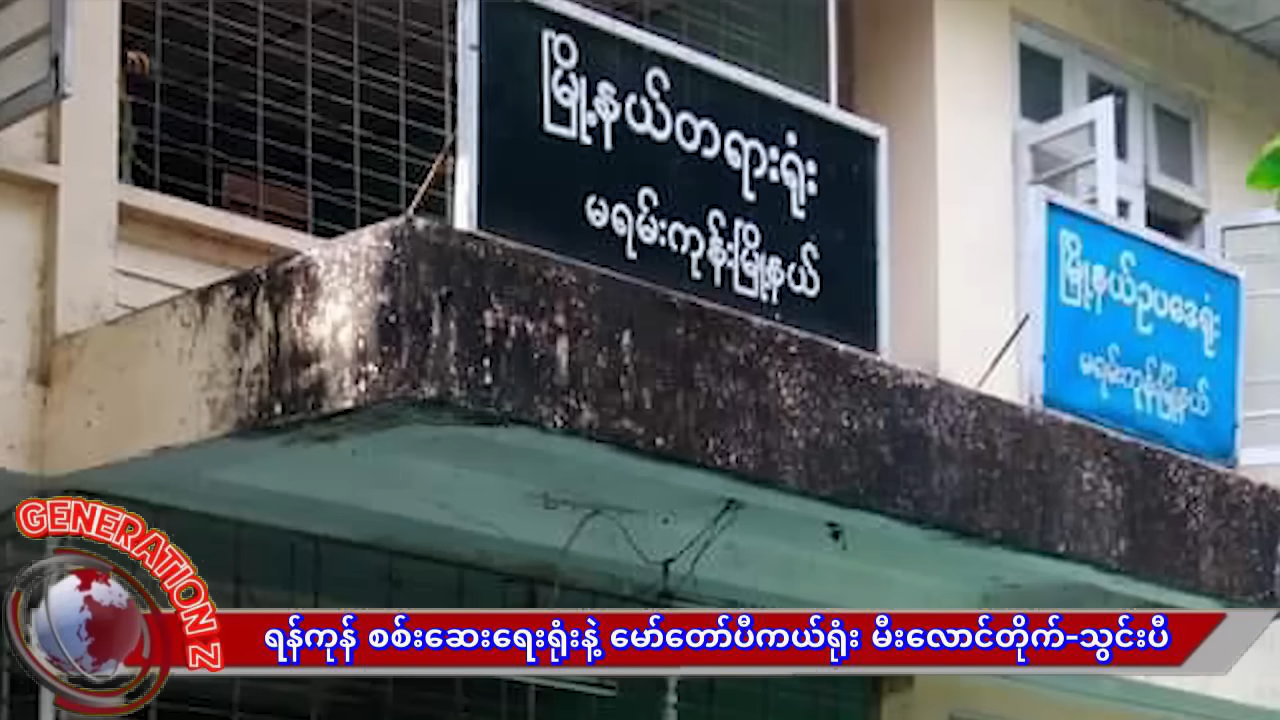 မြို့နယ်တရားရုံး
မရမ်းကုန်းမြို့နယ်
မြို့နယ်ဥပဒေရုံး
မရမ်းကုန်းမြို့နယ်
GENERATION Z
ရန်ကုန် စစ်းဆေးရေးရုံးနဲ့ မော်တော်ပီကယ်ရုံး မီးလောင်တိုက်-သွင်းပီ